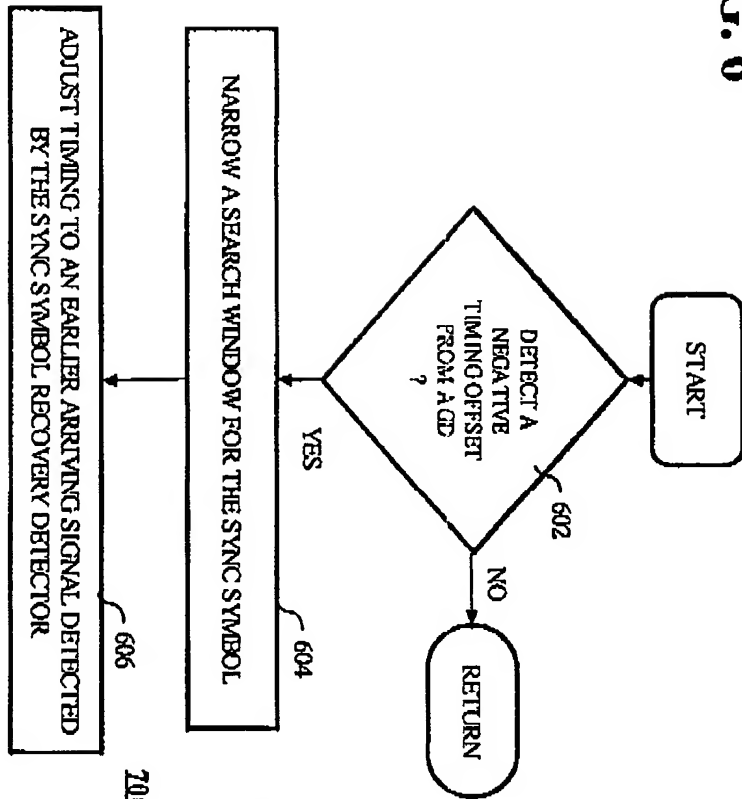 G. 6
START
DETECT A
NEGATIVE
TIMING OFFSET
FROM A GD
?
602
NO
RETURN
YES
NARROW A SEARCH WINDOW FOR THE SYNC SYMBOL
604
ADJUST TIMING TO AN EARLIER ARRIVING SIGNAL DETECTED
BY THE SYNC SYMBOL RECOVERY DETECTOR
606